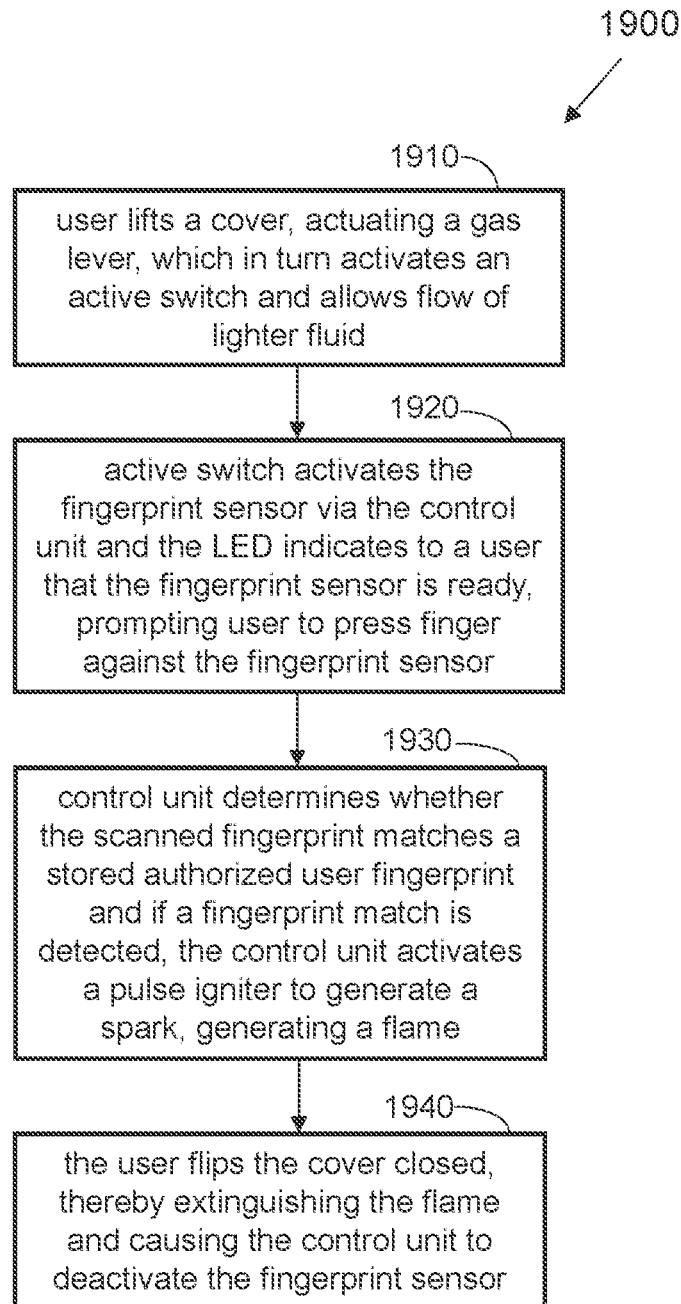 1900
1910
user lifts a cover, actuating a gas
lever, which in turn activates an
active switch and allows flow of
lighter fluid
1920
active switch activates the
fingerprint sensor via the control
unit and the LED indicates to a user
that the fingerprint sensor is ready,
prompting user to press finger
against the fingerprint sensor
1930
control unit determines whether
the scanned fingerprint matches a
stored authorized user fingerprint
and if a fingerprint match is
detected, the control unit activates
a pulse igniter to generate a
spark, generating a flame
1940
the user flips the cover closed,
thereby extinguishing the flame
and causing the control unit to
deactivate the fingerprint sensor